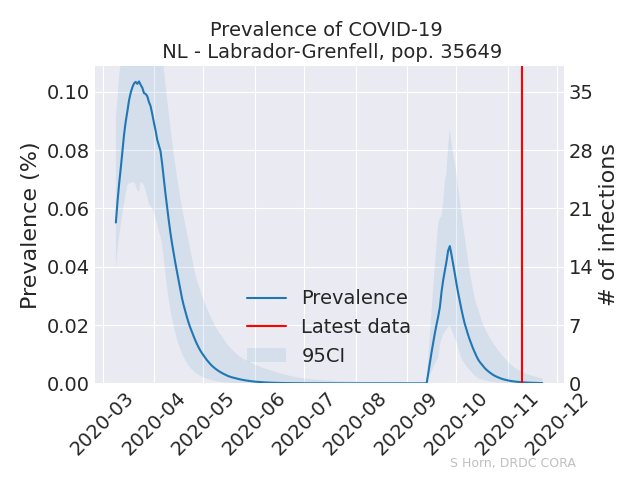 Prevalence of COVID-19
NL - Labrador-Grenfell, pop. 35649
Prevalence (%)
0.10
0.08
0.06
0.04
0.02
0.00
35
28
21
14
7
0
# of infections
Prevalence
Latest data
95CI
2020-03
2020-04
2020-05
2020-06
2020-07
2020-08
2020-09
2020-10
2020-11
2020-12
S Horn, DRDC CORA